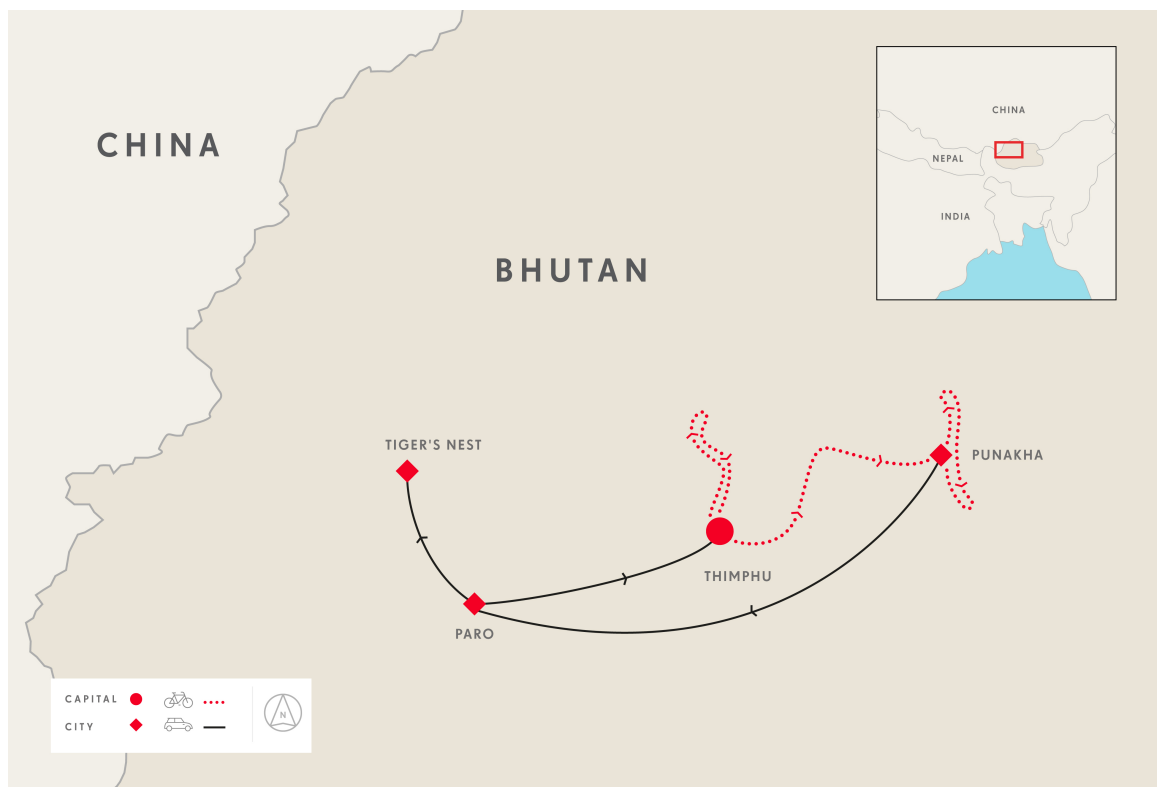 CHINA
BHUTAN
CHINA
NEPAL
INDIA
TIGER'S NEST
PUNAKHA
THIMPHU
PARO
CAPITAL
CITY
N